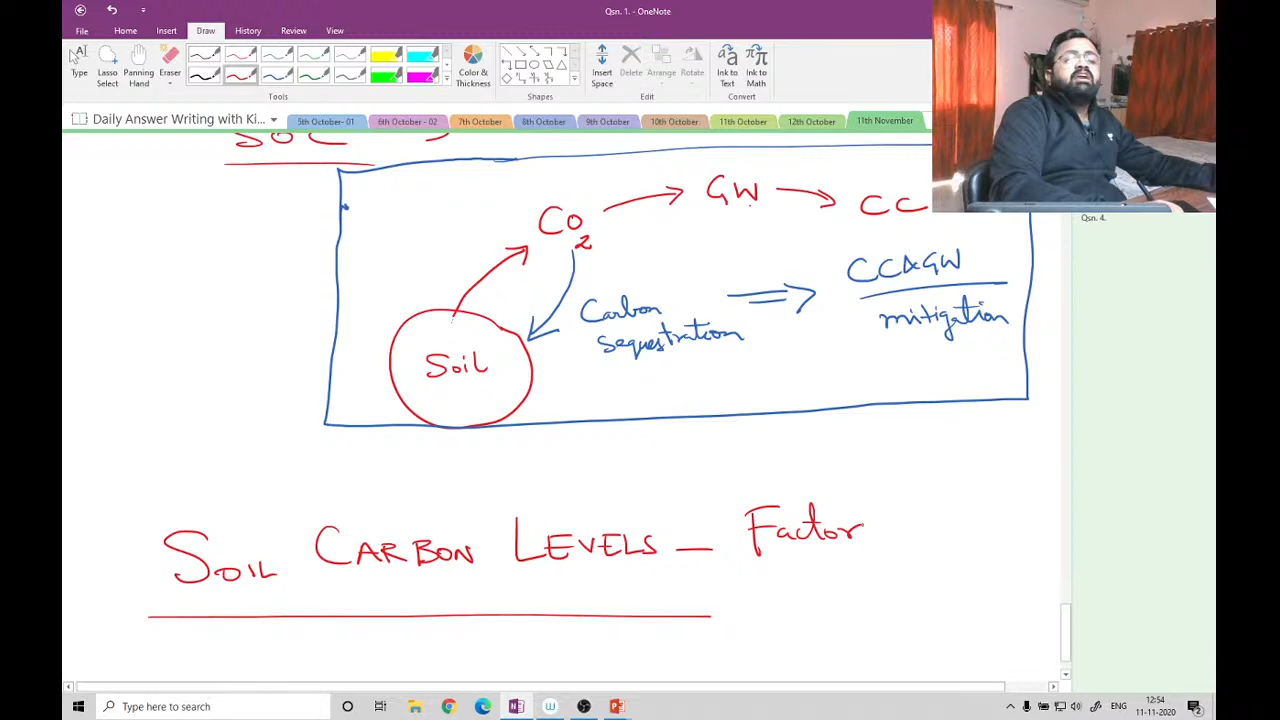 Qsn. 1. - OneNote
File Home Insert Draw History Review View
Type Lasso Select Panning Hand Eraser Color & Thickness Insert Space Delete Arrange Rotate Ink to Text Ink to Math
Tools Shapes Edit Convert
Daily Answer Writing with Ki 5th October- 01 6th October - 02 7th October 8th October 9th October 10th October. 11th October 12th October 11th November
SOC
CO2 GW CC
Qsn. 4.
CC&GW
mitigation
Carbon
sequestration
Soil
SOIL CARBON LEVELS – Factor
Type here to search
ENG
12:54
11-11-2020
2